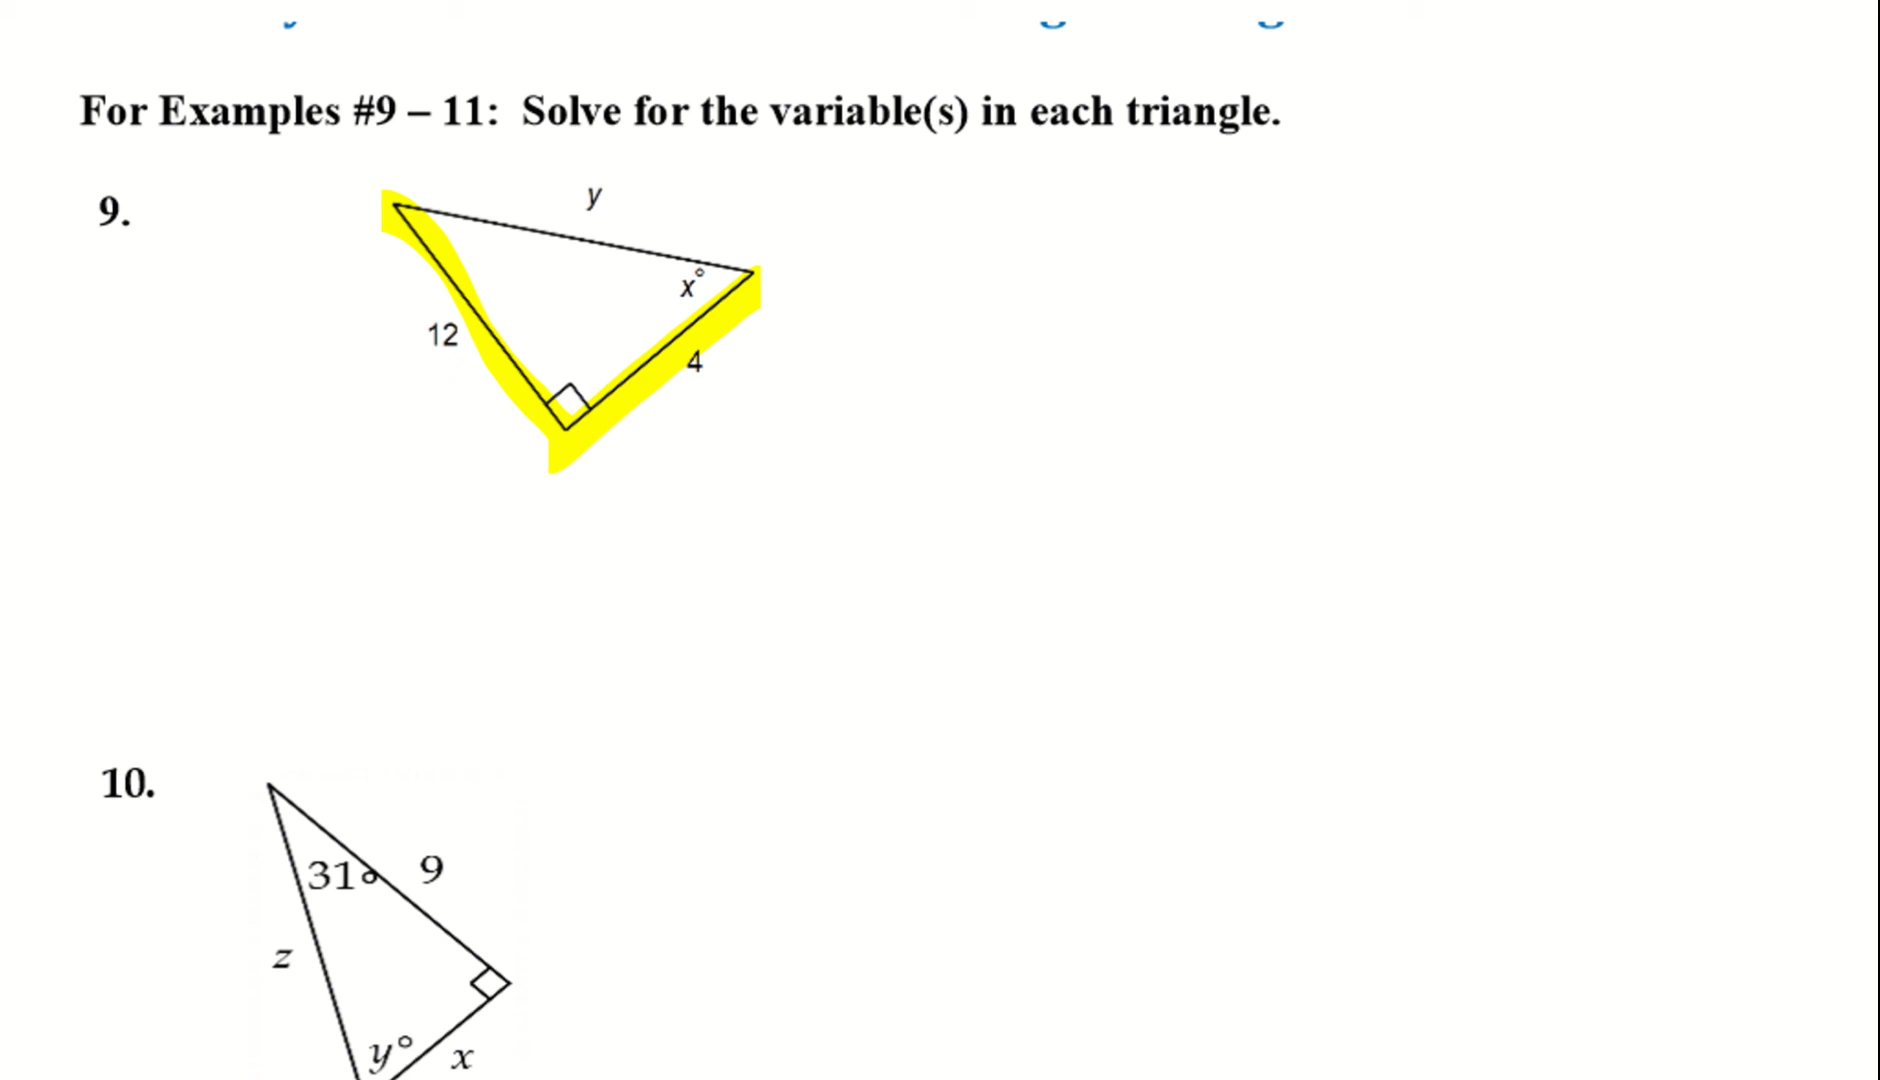 For Examples #9 – 11: Solve for the variable(s) in each triangle.
9.
y
x°
12
4
10.
31°
9
z
y°
x